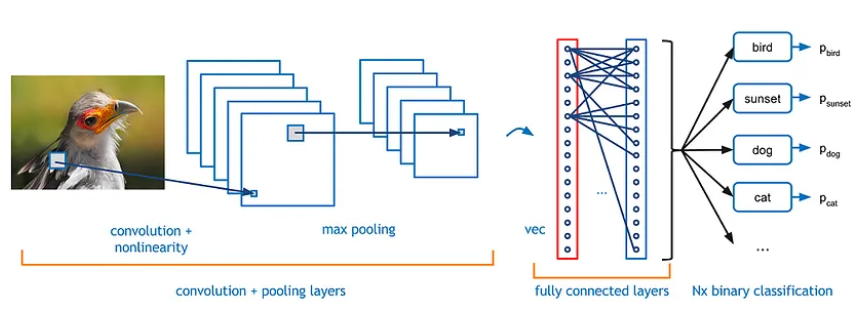 bird
p_bird
sunset
p_sunset
dog
p_dog
cat
p_cat
...
...
convolution +
nonlinearity
max pooling
vec
convolution + pooling layers
fully connected layers
Nx binary classification